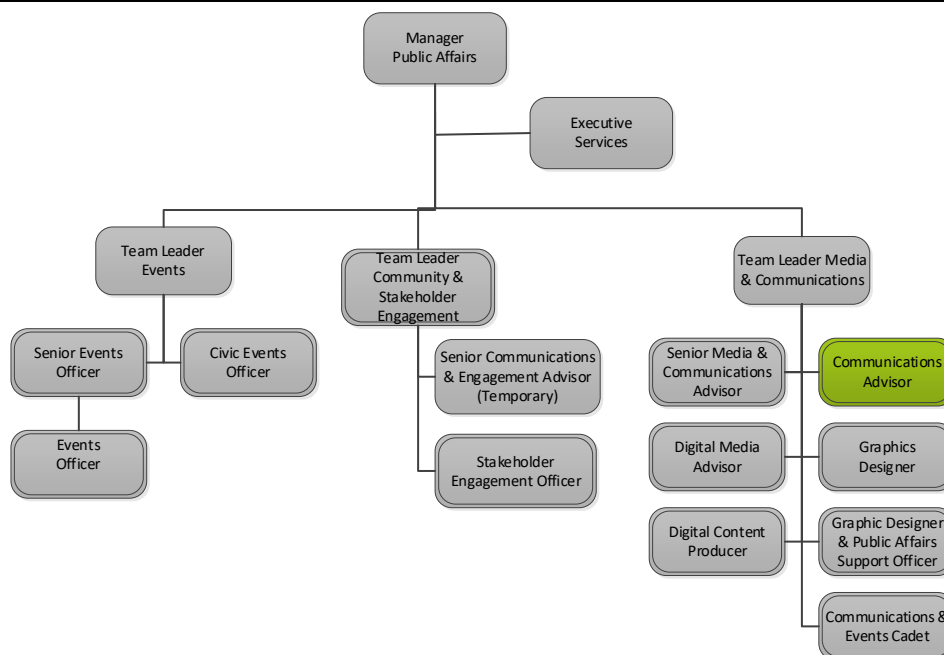 Manager
Public Affairs
Executive
Services
Team Leader
Events
Team Leader
Community &
Stakeholder
Engagement
Team Leader Media
& Communications
Senior Events
Officer
Civic Events
Officer
Events
Officer
Senior Communications
& Engagement Advisor
(Temporary)
Stakeholder
Engagement Officer
Senior Media &
Communications
Advisor
Communications
Advisor
Digital Media
Advisor
Graphics
Designer
Digital Content
Producer
Graphic Designer
& Public Affairs
Support Officer
Communications &
Events Cadet